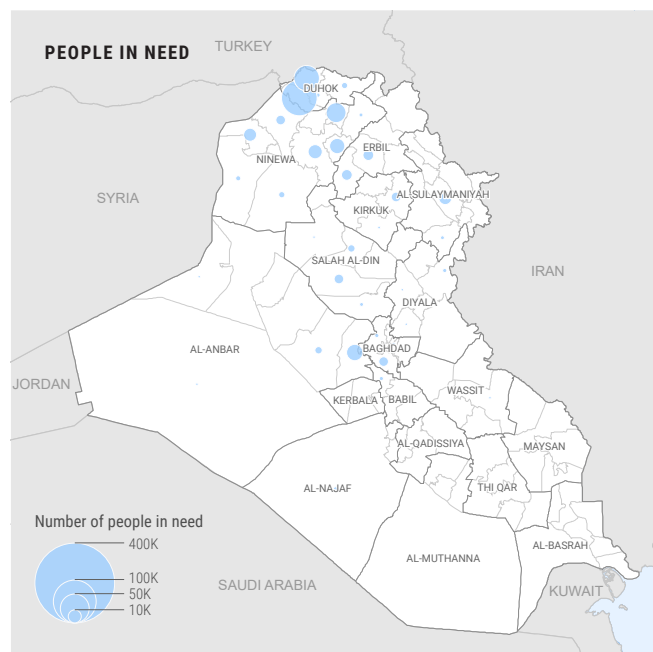 PEOPLE IN NEED
TURKEY
DUHOK
ERBIL
NINEWA
AL-SULAYMANIYAH
SYRIA
KIRKUK
SALAH AL-DIN
IRAN
DIYALA
BAGHDAD
AL-ANBAR
JORDAN
WASSIT
KERBALA
BABIL
AL-QADISSIYA
MAYSAN
AL-NAJAF
THI QAR
Number of people in need
400K
100K
50K
10K
AL-BASRAH
AL-MUTHANNA
SAUDI ARABIA
KUWAIT